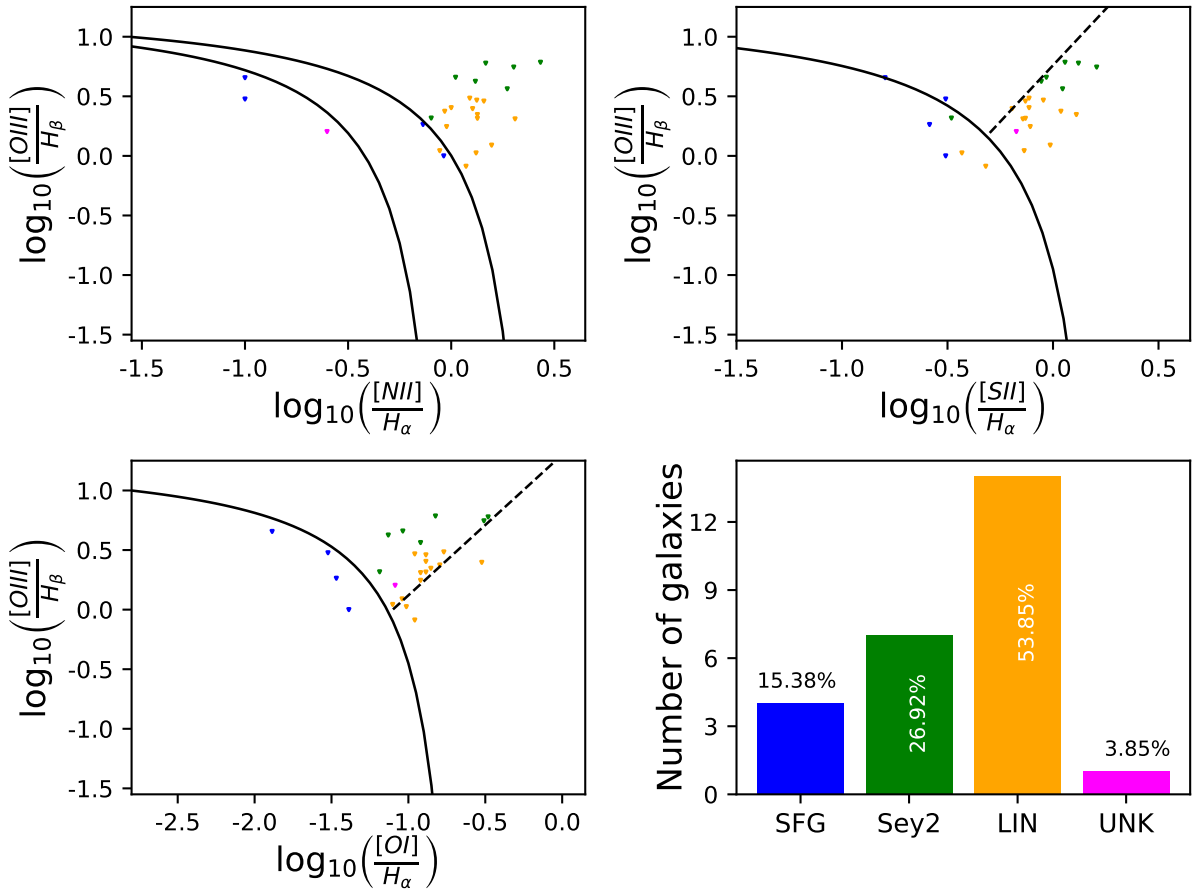 1.0
0.5
0.0
-0.5
-1.0
-1.5
log10([OIII]/Hβ)
-1.5 -1.0 -0.5 0.0 0.5
log10([NII]/Hα)
1.0
0.5
0.0
-0.5
-1.0
-1.5
log10([OIII]/Hβ)
-1.5 -1.0 -0.5 0.0 0.5
log10([SII]/Hα)
1.0
0.5
0.0
-0.5
-1.0
-1.5
log10([OIII]/Hβ)
-2.5 -2.0 -1.5 -1.0 -0.5 0.0
log10([OI]/Hα)
Number of galaxies
12
9
6
3
0
15.38%
26.92%
53.85%
3.85%
SFG Sey2 LIN UNK